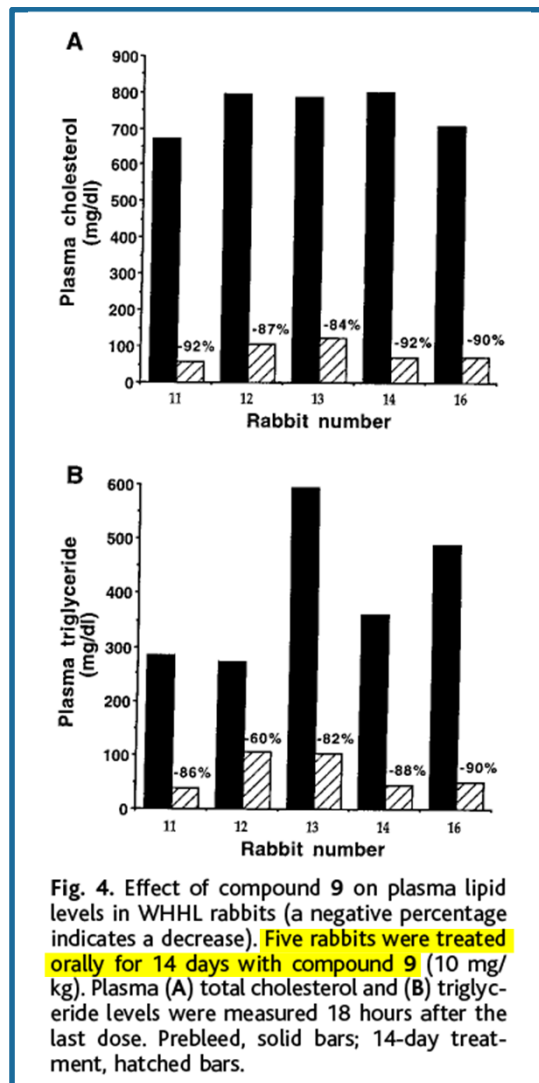 A
900
800
700
600
500
400
300
200
100
0
Plasma cholesterol
(mg/dl)
-92%
-87%
-84%
-92%
-90%
11 12 13 14 16
Rabbit number
B
600
500
400
300
200
100
0
Plasma triglyceride
(mg/dl)
-86%
-60%
-82%
-88%
-90%
11 12 13 14 16
Rabbit number
Fig. 4. Effect of compound 9 on plasma lipid
levels in WHHL rabbits (a negative percentage
indicates a decrease). Five rabbits were treated
orally for 14 days with compound 9 (10 mg/
kg). Plasma (A) total cholesterol and (B) triglyc-
eride levels were measured 18 hours after the
last dose. Prebleed, solid bars; 14-day treat-
ment, hatched bars.